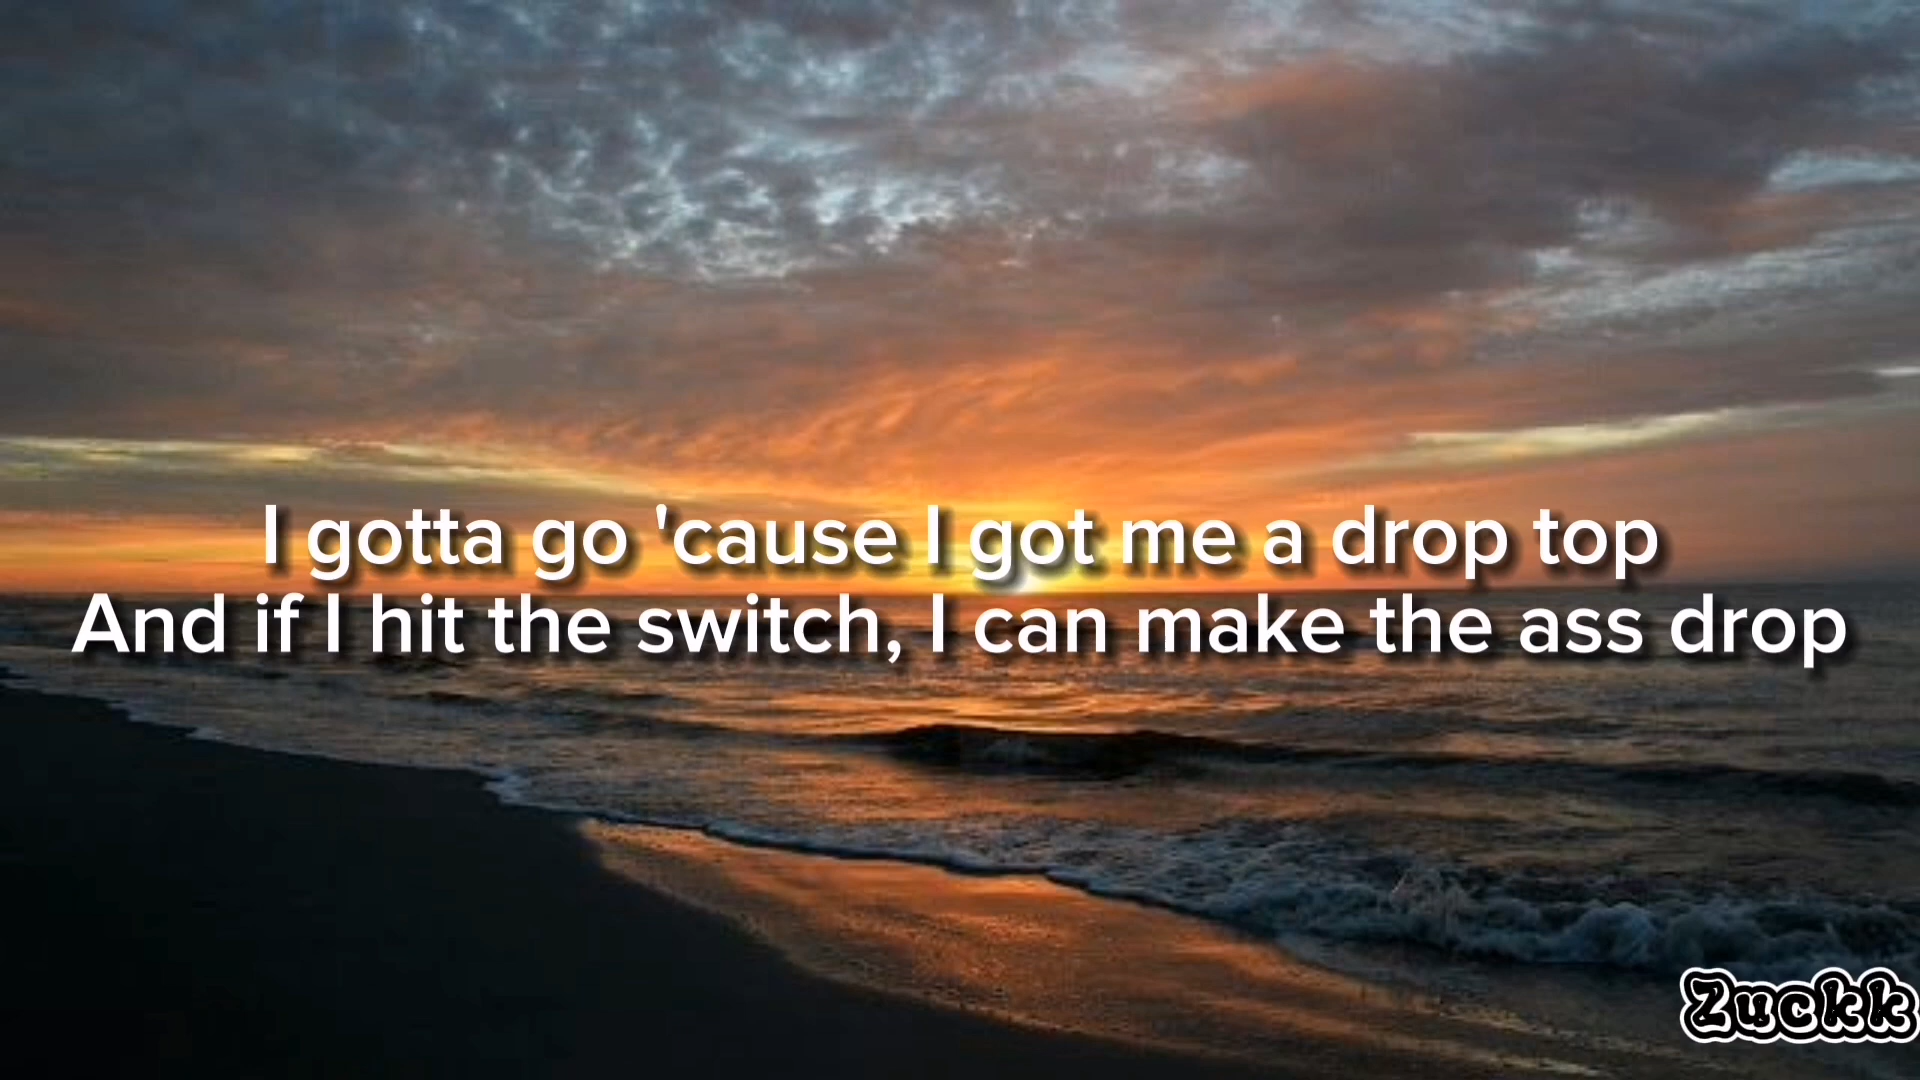 I gotta go 'cause I got me a drop top
And if I hit the switch, I can make the ass drop
Zuckk